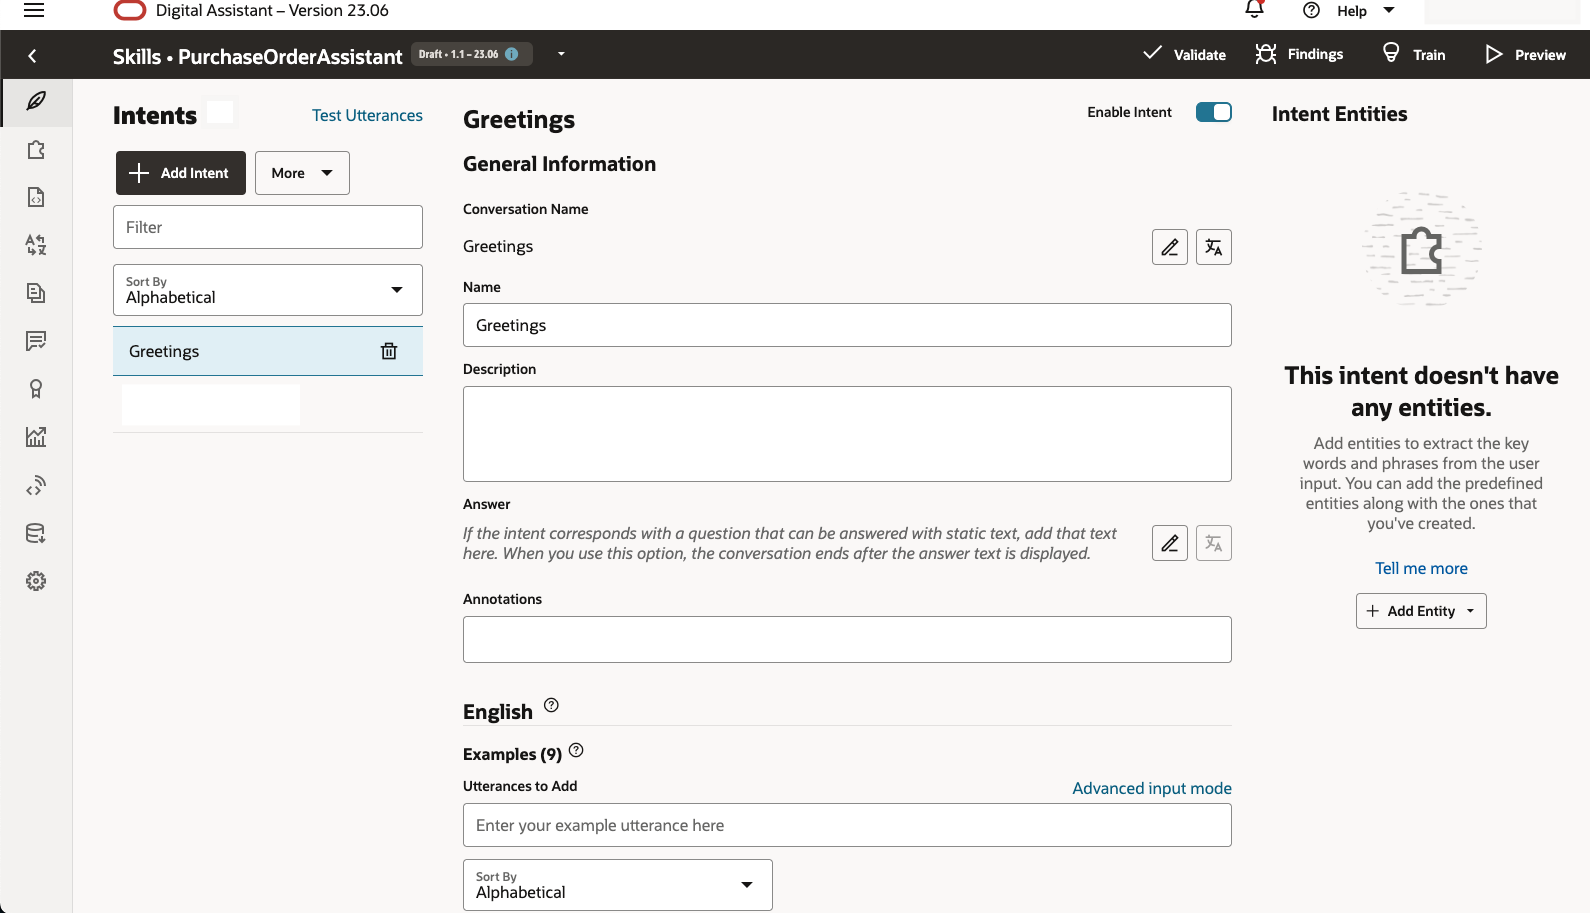 Digital Assistant – Version 23.06
Help
Skills • PurchaseOrderAssistant
Draft • 1.1 – 23.06
Validate
Findings
Train
Preview
Intents
Test Utterances
Add Intent
More
Filter
Sort By
Alphabetical
Greetings
Greetings
Enable Intent
General Information
Conversation Name
Greetings
Name
Greetings
Description
Answer
If the intent corresponds with a question that can be answered with static text, add that text
here. When you use this option, the conversation ends after the answer text is displayed.
Annotations
English
Examples (9)
Utterances to Add
Advanced input mode
Enter your example utterance here
Sort By
Alphabetical
Intent Entities
This intent doesn't have
any entities.
Add entities to extract the key
words and phrases from the user
input. You can add the predefined
entities along with the ones that
you've created.
Tell me more
Add Entity